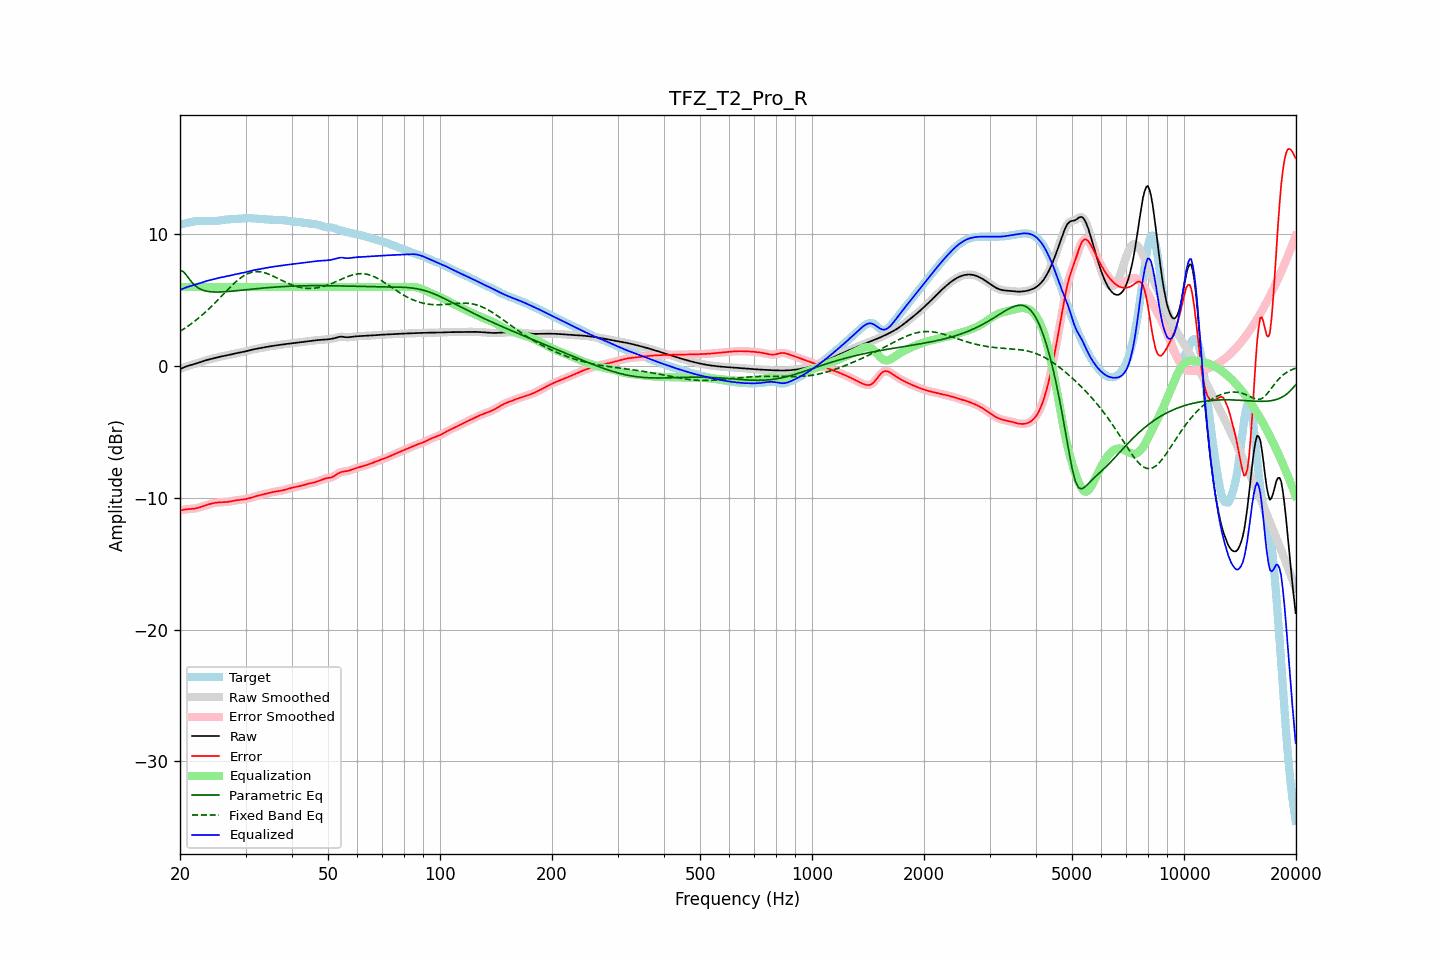 TFZ_T2_Pro_R
10
0
−10
−20
−30
Amplitude (dBr)
Target
Raw Smoothed
Error Smoothed
Raw
Error
Equalization
Parametric Eq
Fixed Band Eq
Equalized
20 50 100 200 500 1000 2000 5000 10000 20000
Frequency (Hz)